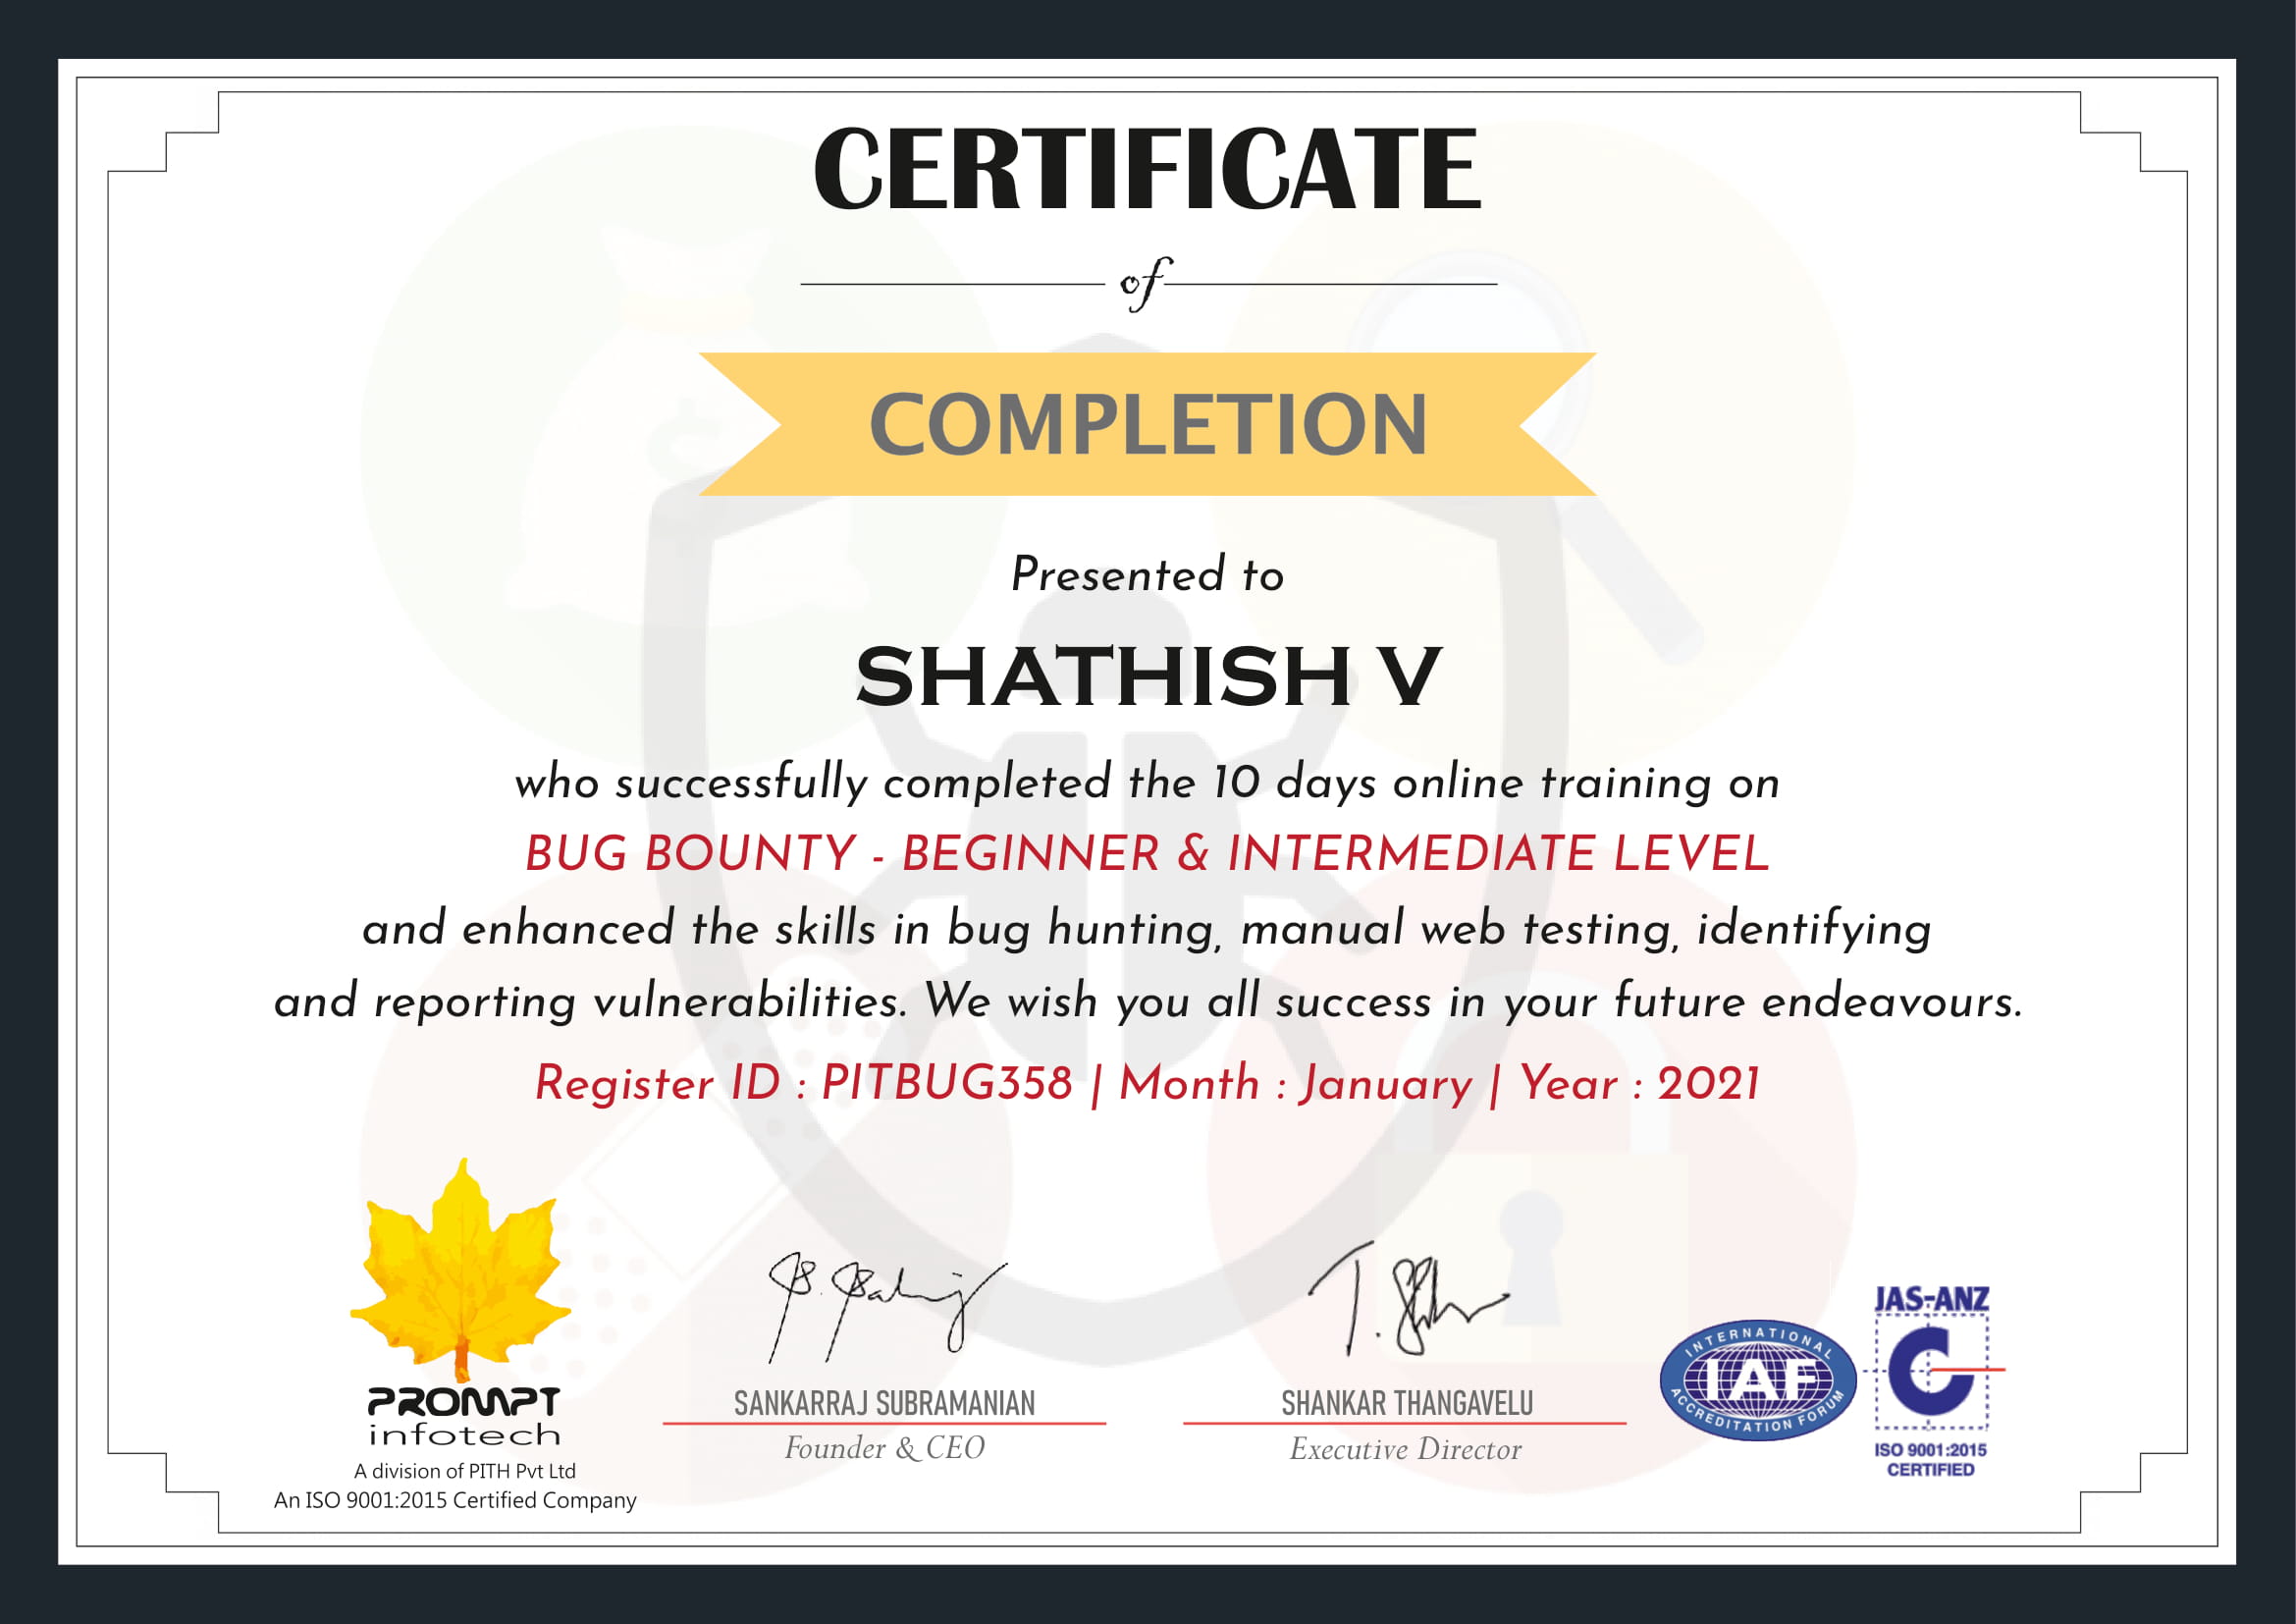 CERTIFICATE
of
COMPLETION
Presented to
SHATHISH V
who successfully completed the 10 days online training on
BUG BOUNTY - BEGINNER & INTERMEDIATE LEVEL
and enhanced the skills in bug hunting, manual web testing, identifying
and reporting vulnerabilities. We wish you all success in your future endeavours.
Register ID : PITBUG358 | Month : January | Year : 2021
PROMPT
infotech
A division of PITH Pvt Ltd
An ISO 9001:2015 Certified Company
SANKARRAJ SUBRAMANIAN
Founder & CEO
SHANKAR THANGAVELU
Executive Director
INTERNATIONAL
IAF
ACCREDITATION FORUM
JAS-ANZ
C
ISO 9001:2015
CERTIFIED